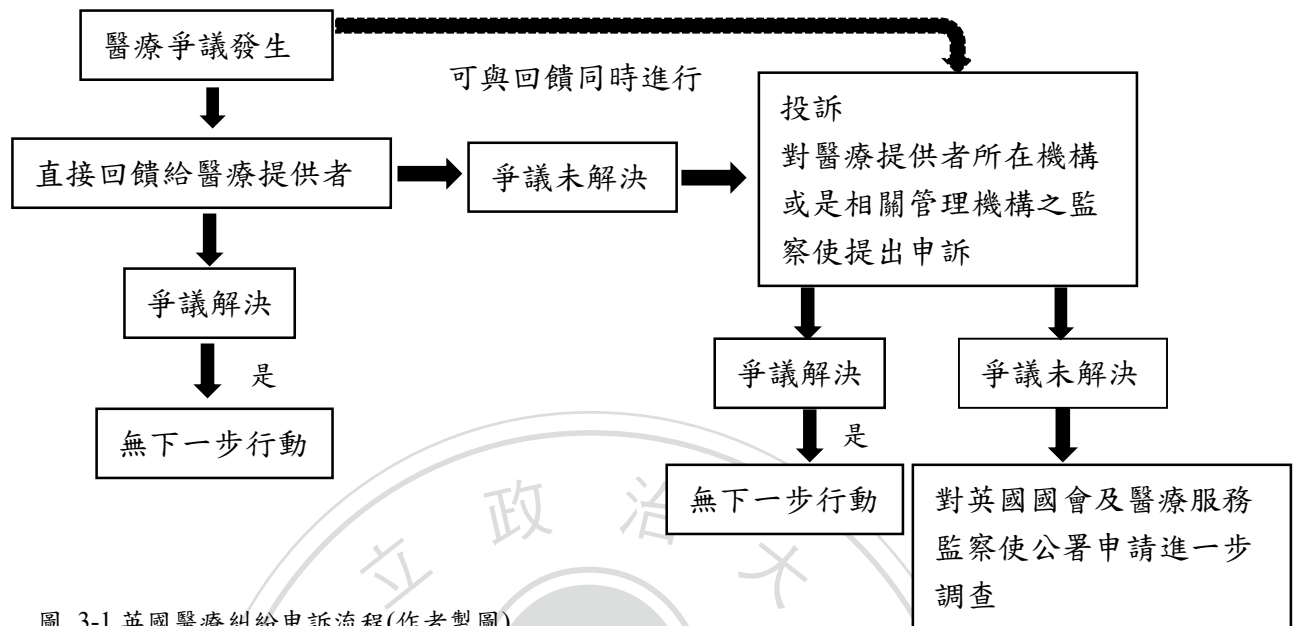 醫療爭議發生
可與回饋同時進行
直接回饋給醫療提供者
爭議未解決
投訴
對醫療提供者所在機構
或是相關管理機構之監
察使提出申訴
爭議解決
是
無下一步行動
爭議解決
是
無下一步行動
爭議未解決
對英國國會及醫療服務
監察使公署申請進一步
調查
立 政 治 大
圖 3-1 英國醫療糾紛申訴流程(作者製圖)